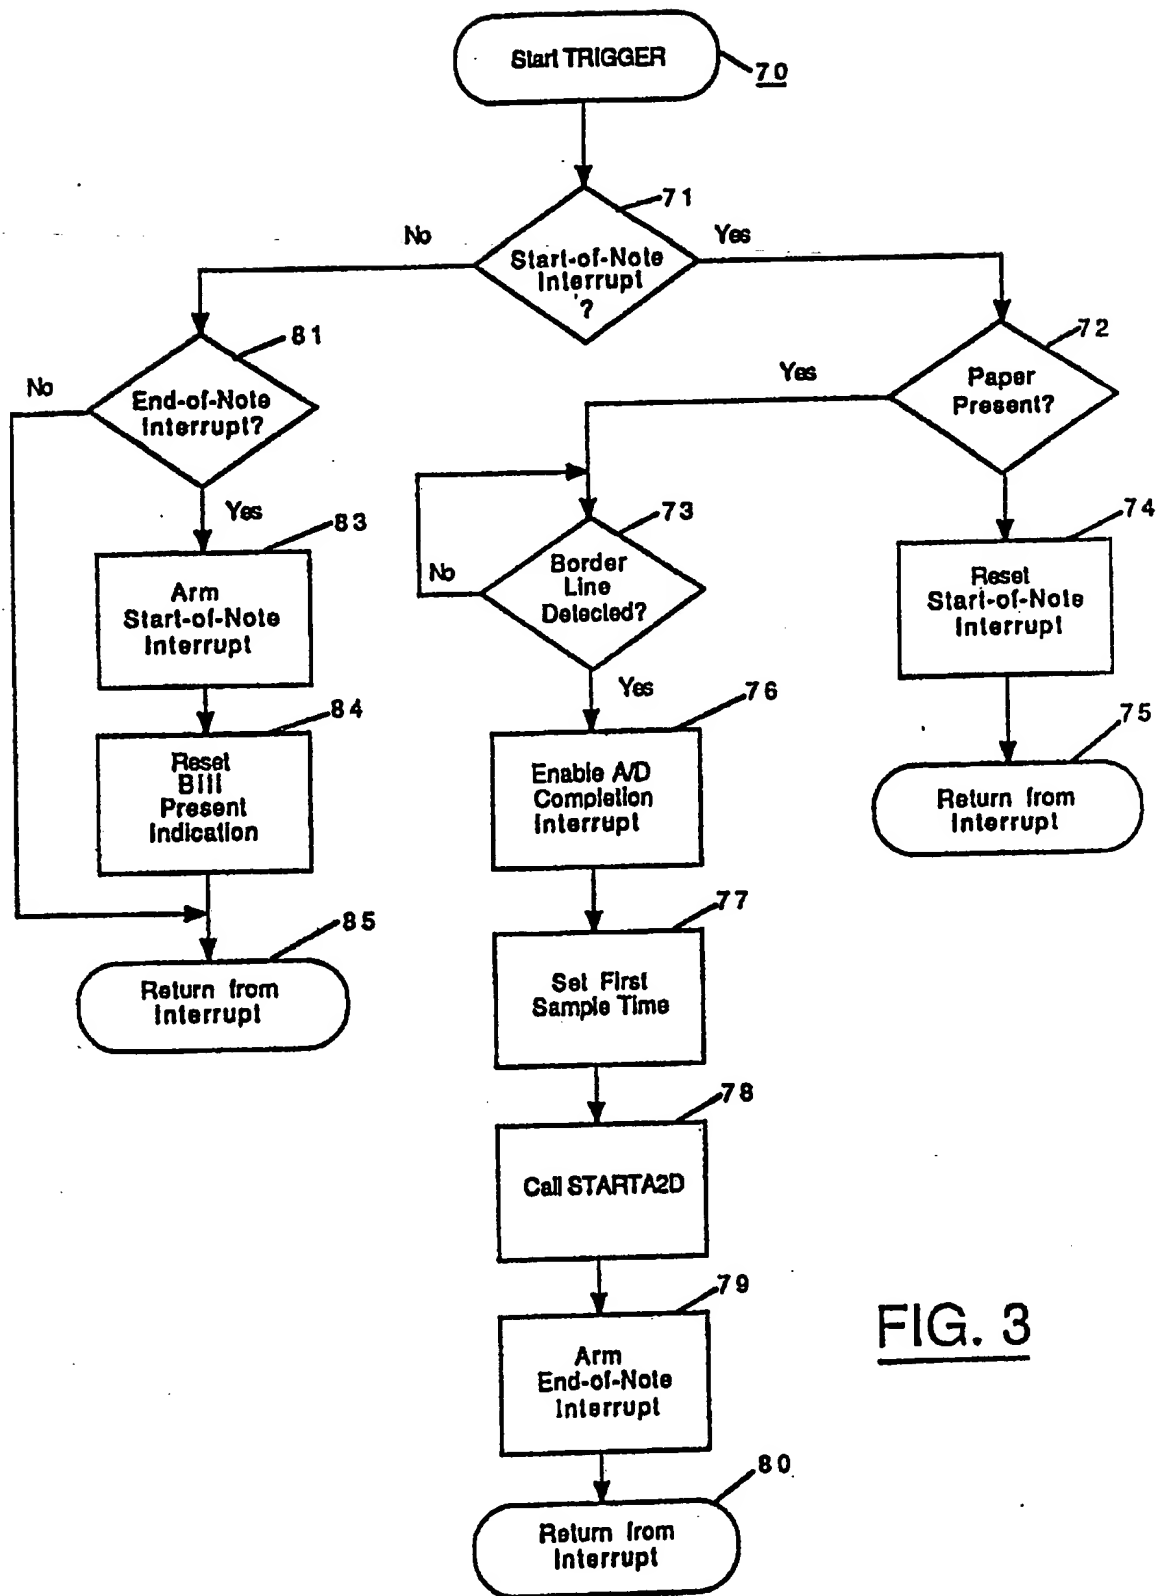 Start TRIGGER
70
71
No
Yes
Start-of-Note
Interrupt
?
81
72
No
End-of-Note
Interrupt?
Yes
Paper
Present?
Yes
83
73
74
Arm
Start-of-Note
Interrupt
No
Border
Line
Detected?
Reset
Start-of-Note
Interrupt
Yes
84
76
75
Reset
Bill
Present
Indication
Enable A/D
Completion
Interrupt
Return from
Interrupt
85
77
Return from
Interrupt
Set First
Sample Time
78
Call STARTA2D
79
Arm
End-of-Note
Interrupt
FIG. 3
80
Return from
Interrupt